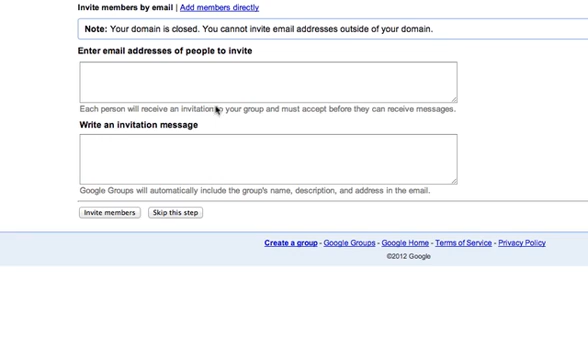 Invite members by email | Add members directly
Note: Your domain is closed. You cannot invite email addresses outside of your domain.
Enter email addresses of people to invite
Each person will receive an invitation to your group and must accept before they can receive messages.
Write an invitation message
Google Groups will automatically include the group's name, description, and address in the email.
Invite members Skip this step
Create a group - Google Groups - Google Home - Terms of Service - Privacy Policy
©2012 Google